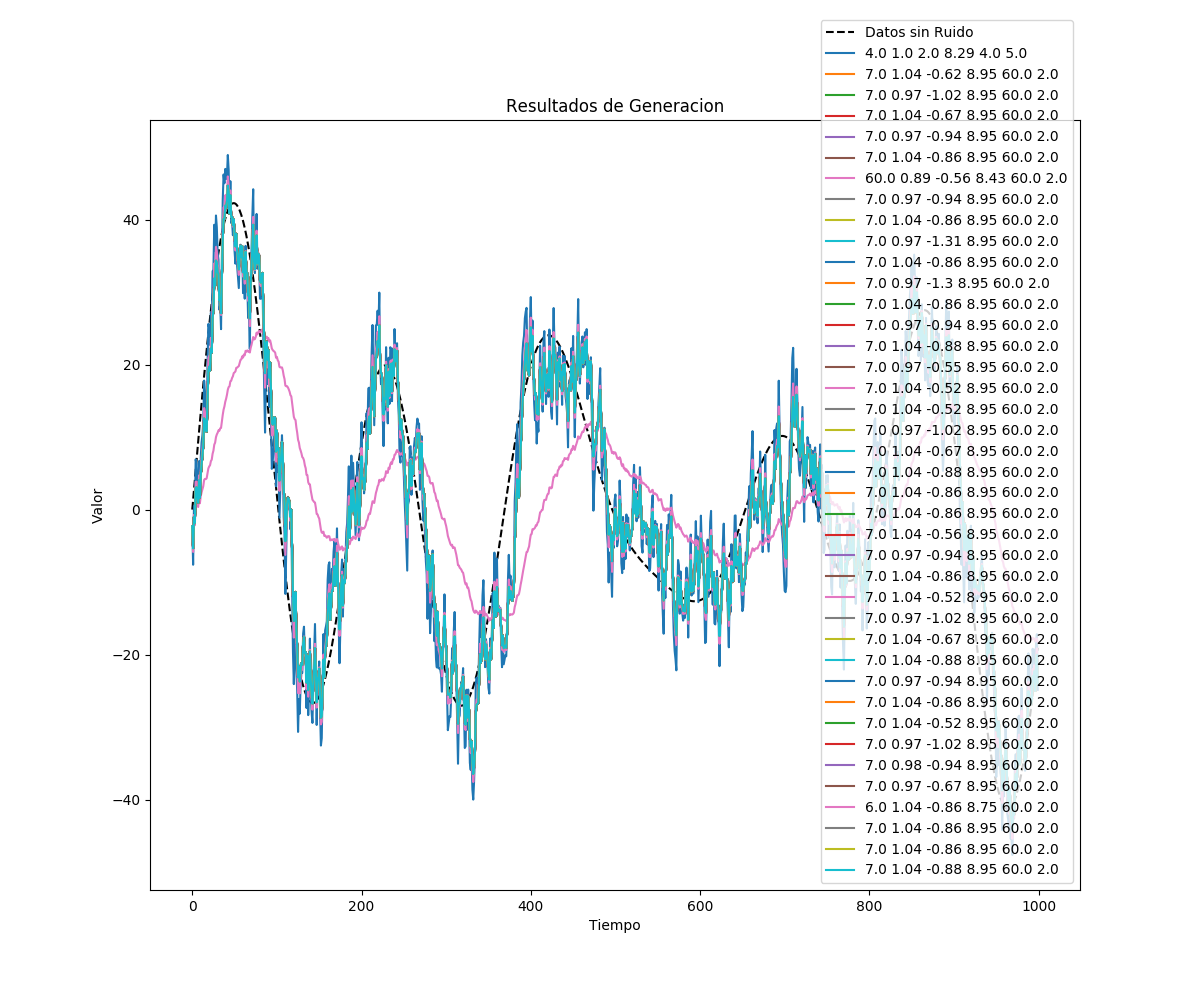 Resultados de Generacion
Datos sin Ruido
4.0 1.0 2.0 8.29 4.0 5.0
7.0 1.04 -0.62 8.95 60.0 2.0
7.0 0.97 -1.02 8.95 60.0 2.0
7.0 1.04 -0.67 8.95 60.0 2.0
7.0 0.97 -0.94 8.95 60.0 2.0
7.0 1.04 -0.86 8.95 60.0 2.0
60.0 0.89 -0.56 8.43 60.0 2.0
7.0 0.97 -0.94 8.95 60.0 2.0
7.0 1.04 -0.86 8.95 60.0 2.0
7.0 0.97 -1.31 8.95 60.0 2.0
7.0 1.04 -0.86 8.95 60.0 2.0
7.0 0.97 -1.3 8.95 60.0 2.0
7.0 1.04 -0.86 8.95 60.0 2.0
7.0 0.97 -0.94 8.95 60.0 2.0
7.0 1.04 -0.88 8.95 60.0 2.0
7.0 0.97 -0.55 8.95 60.0 2.0
7.0 1.04 -0.52 8.95 60.0 2.0
7.0 1.04 -0.52 8.95 60.0 2.0
7.0 0.97 -1.02 8.95 60.0 2.0
7.0 1.04 -0.67 8.95 60.0 2.0
7.0 1.04 -0.88 8.95 60.0 2.0
7.0 1.04 -0.86 8.95 60.0 2.0
7.0 1.04 -0.86 8.95 60.0 2.0
7.0 1.04 -0.56 8.95 60.0 2.0
7.0 0.97 -0.94 8.95 60.0 2.0
7.0 1.04 -0.86 8.95 60.0 2.0
7.0 1.04 -0.52 8.95 60.0 2.0
7.0 0.97 -1.02 8.95 60.0 2.0
7.0 1.04 -0.67 8.95 60.0 2.0
7.0 1.04 -0.88 8.95 60.0 2.0
7.0 0.97 -0.94 8.95 60.0 2.0
7.0 1.04 -0.86 8.95 60.0 2.0
7.0 1.04 -0.52 8.95 60.0 2.0
7.0 0.97 -1.02 8.95 60.0 2.0
7.0 0.98 -0.94 8.95 60.0 2.0
7.0 0.97 -0.67 8.95 60.0 2.0
6.0 1.04 -0.86 8.75 60.0 2.0
7.0 1.04 -0.86 8.95 60.0 2.0
7.0 1.04 -0.86 8.95 60.0 2.0
7.0 1.04 -0.88 8.95 60.0 2.0
Valor
40
20
0
−20
−40
0 200 400 600 800 1000
Tiempo